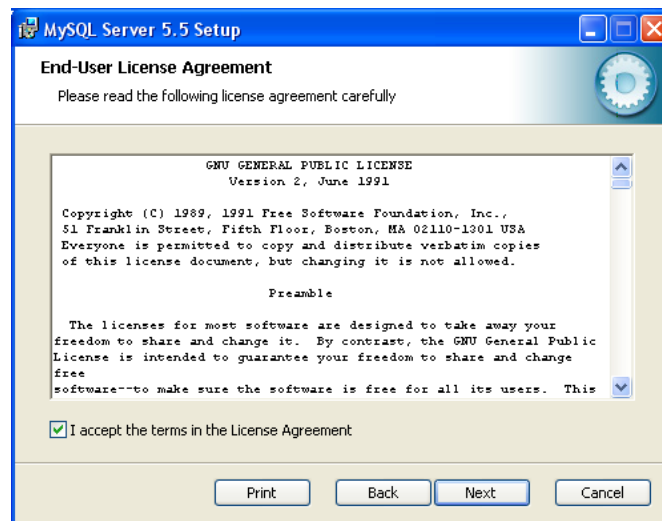 MySQL Server 5.5 Setup
End-User License Agreement
Please read the following license agreement carefully
GNU GENERAL PUBLIC LICENSE
Version 2, June 1991
Copyright (C) 1989, 1991 Free Software Foundation, Inc.,
51 Franklin Street, Fifth Floor, Boston, MA 02110-1301 USA
Everyone is permitted to copy and distribute verbatim copies
of this license document, but changing it is not allowed.
Preamble
The licenses for most software are designed to take away your
freedom to share and change it. By contrast, the GNU General Public
License is intended to guarantee your freedom to share and change
free
software--to make sure the software is free for all its users. This
I accept the terms in the License Agreement
Print Back Next Cancel